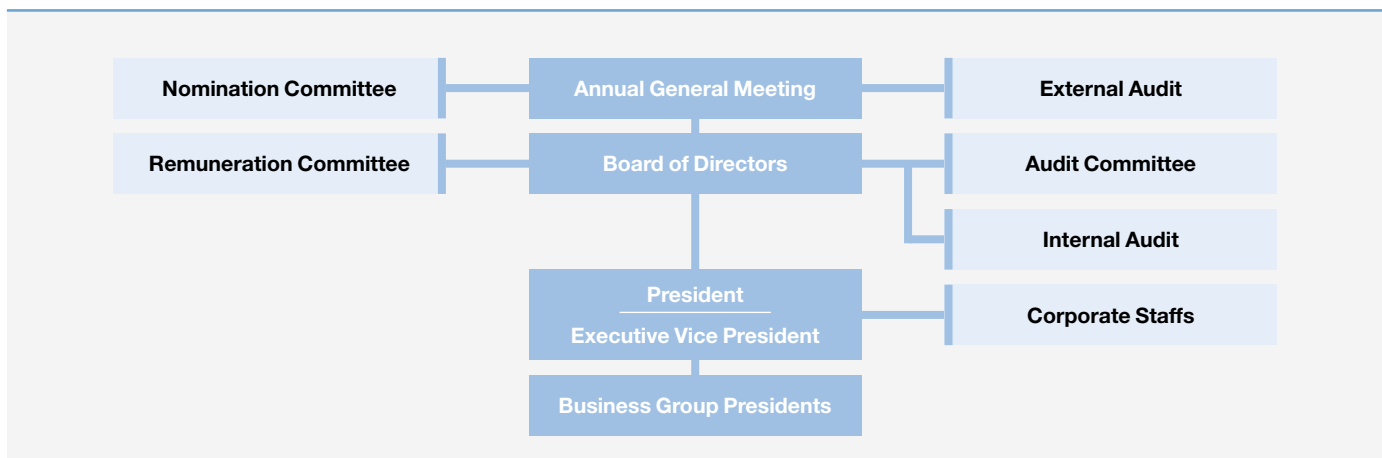 Nomination Committee
Annual General Meeting
External Audit
Remuneration Committee
Board of Directors
Audit Committee
Internal Audit
President
Executive Vice President
Corporate Staffs
Business Group Presidents